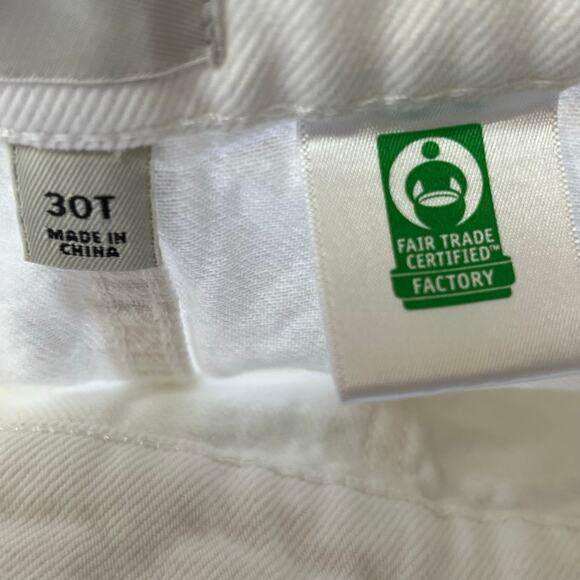 30T
MADE IN
CHINA
FAIR TRADE
CERTIFIED™
FACTORY